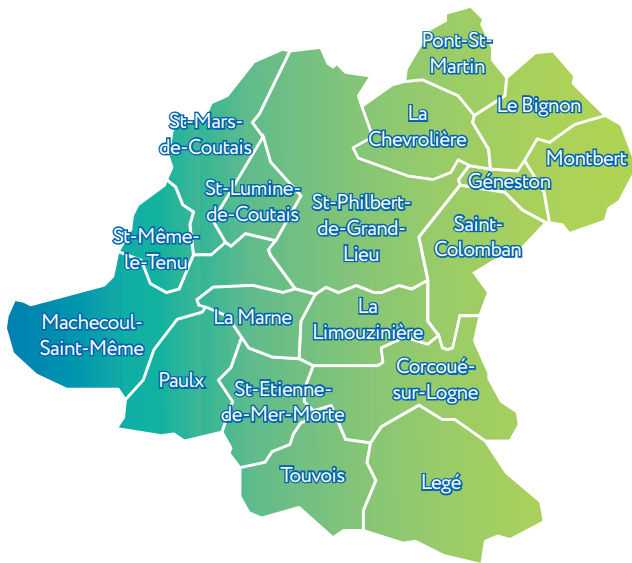 Pont-St-
Martin
Le Bignon
La
Chevrolière
St-Mars-
de-Coutais
Montbert
Géneston
St-Lumine-
de-Coutais
St-Philbert-
de-Grand-
Lieu
Saint-
Colomban
St-Même-
le-Tenu
Machecoul-
Saint-Même
La Marne
La
Limouzinière
Paulx
St-Etienne-
de-Mer-Morte
Corcoué-
sur-Logne
Touvois
Legé